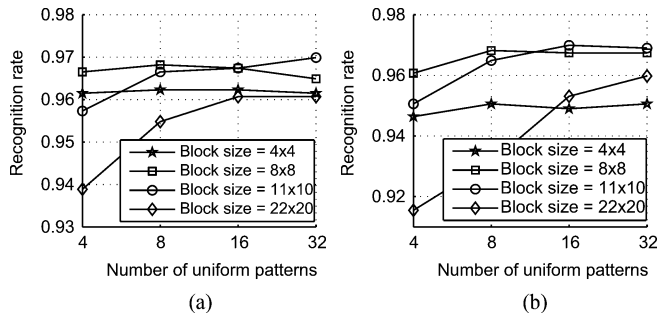 0.98
0.97
0.96
0.95
0.94
0.93
Recognition rate
Block size = 4x4
Block size = 8x8
Block size = 11x10
Block size = 22x20
4
8
16
32
Number of uniform patterns
(a)
0.98
0.96
0.94
0.92
Recognition rate
Block size = 4x4
Block size = 8x8
Block size = 11x10
Block size = 22x20
4
8
16
32
Number of uniform patterns
(b)